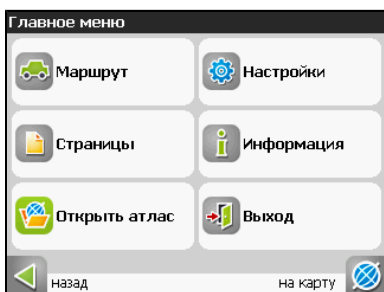 Главное меню
Маршрут
Настройки
Страницы
Информация
Открыть атлас
Выход
назад
на карту